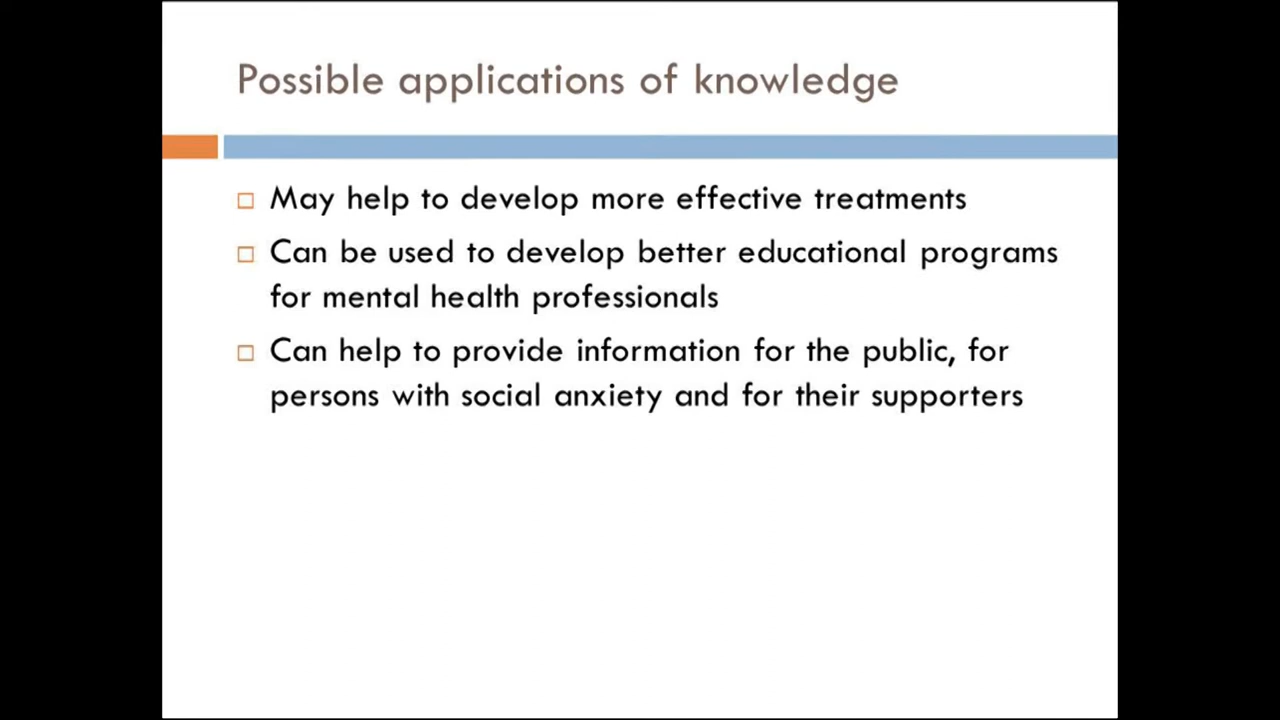 Possible applications of knowledge
May help to develop more effective treatments
Can be used to develop better educational programs
for mental health professionals
Can help to provide information for the public, for
persons with social anxiety and for their supporters